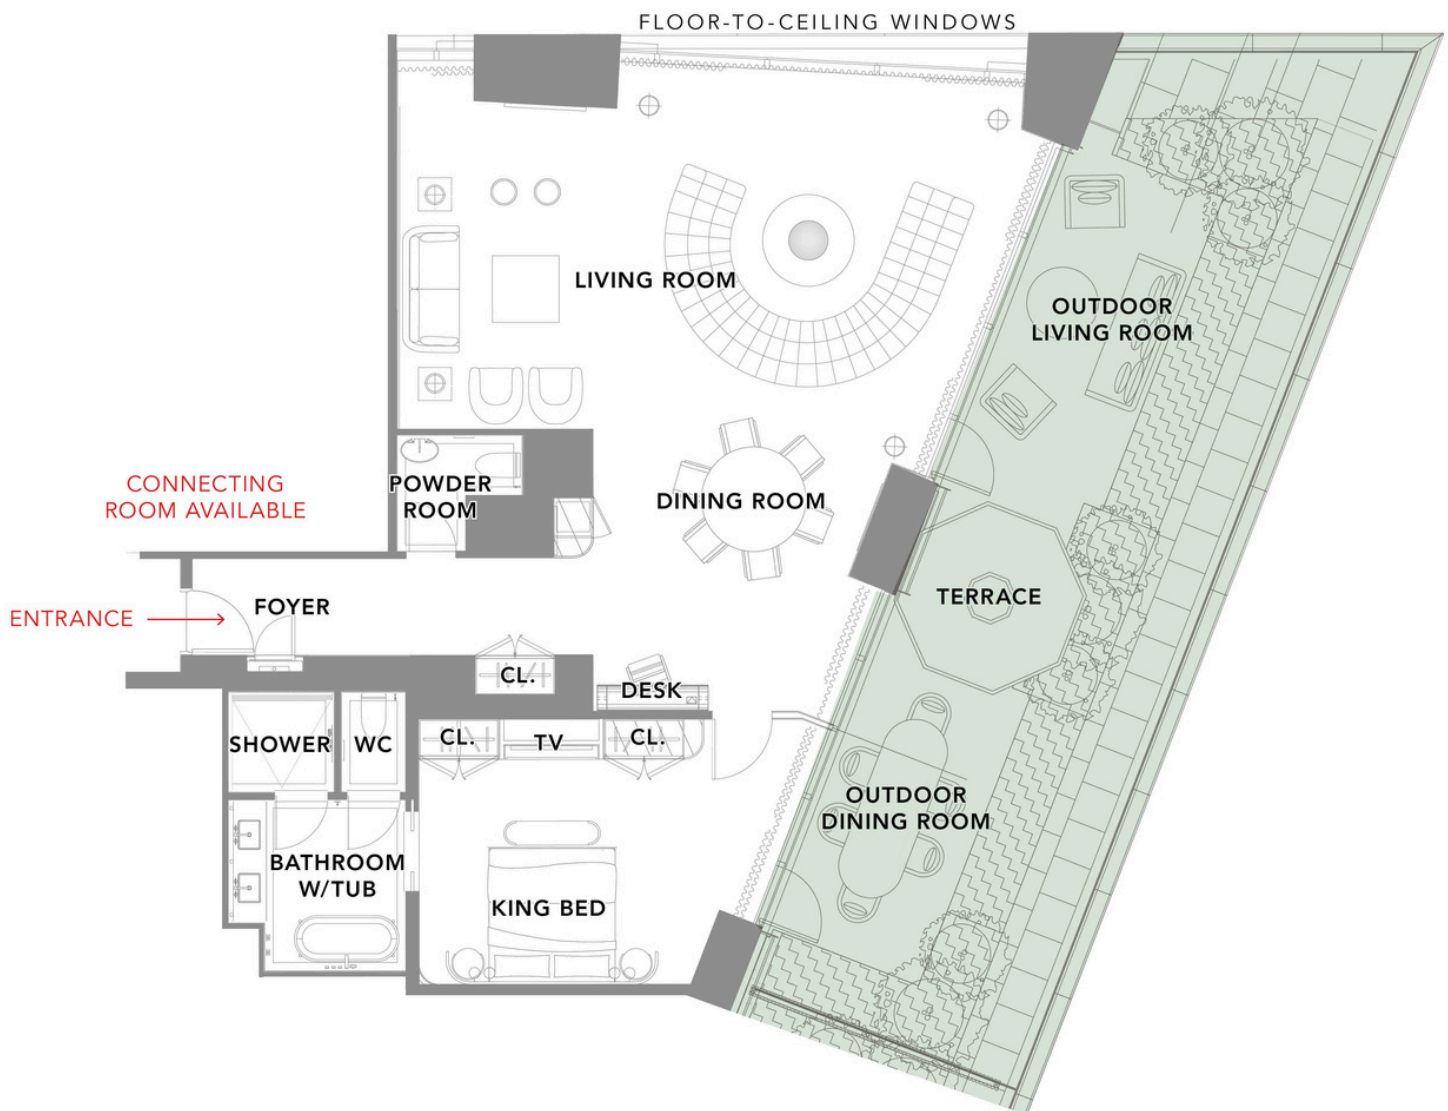 FLOOR-TO-CEILING WINDOWS
LIVING ROOM
OUTDOOR
LIVING ROOM
CONNECTING
ROOM AVAILABLE
POWDER
ROOM
DINING ROOM
ENTRANCE
FOYER
TERRACE
CL.
DESK
SHOWER
WC
CL.
TV
CL.
OUTDOOR
DINING ROOM
BATHROOM
W/TUB
KING BED